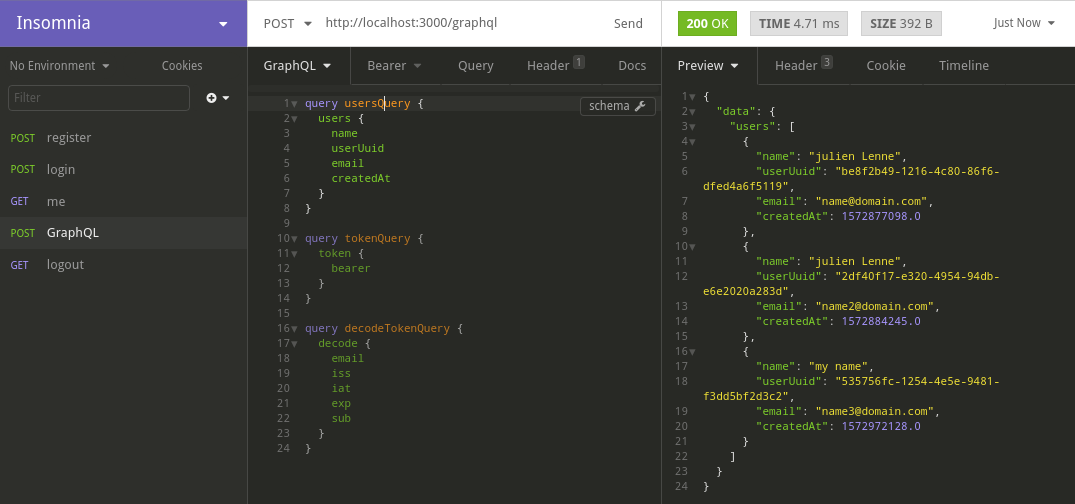 Insomnia
POST http://localhost:3000/graphql Send
200 OK TIME 4.71 ms SIZE 392 B Just Now
No Environment Cookies
Filter
POST register
POST login
GET me
POST GraphQL
GET logout
GraphQL Bearer Query Header 1 Docs
schema
1 query usersQuery {
2 users {
3 name
4 userUuid
5 email
6 createdAt
7 }
8 }
9
10 query tokenQuery {
11 token {
12 bearer
13 }
14 }
15
16 query decodeTokenQuery {
17 decode {
18 email
19 iss
20 iat
21 exp
22 sub
23 }
24 }
Preview Header 3 Cookie Timeline
1 {
2 "data": {
3 "users": [
4 {
5 "name": "julien Lenne",
6 "userUuid": "be8f2b49-1216-4c80-86f6-
dfed4a6f5119",
7 "email": "name@domain.com",
8 "createdAt": 1572877098.0
9 },
10 {
11 "name": "julien Lenne",
12 "userUuid": "2df40f17-e320-4954-94db-
e6e2020a283d",
13 "email": "name2@domain.com",
14 "createdAt": 1572884245.0
15 },
16 {
17 "name": "my name",
18 "userUuid": "535756fc-1254-4e5e-9481-
f3dd5bf2d3c2",
19 "email": "name3@domain.com",
20 "createdAt": 1572972128.0
21 }
22 ]
23 }
24 }